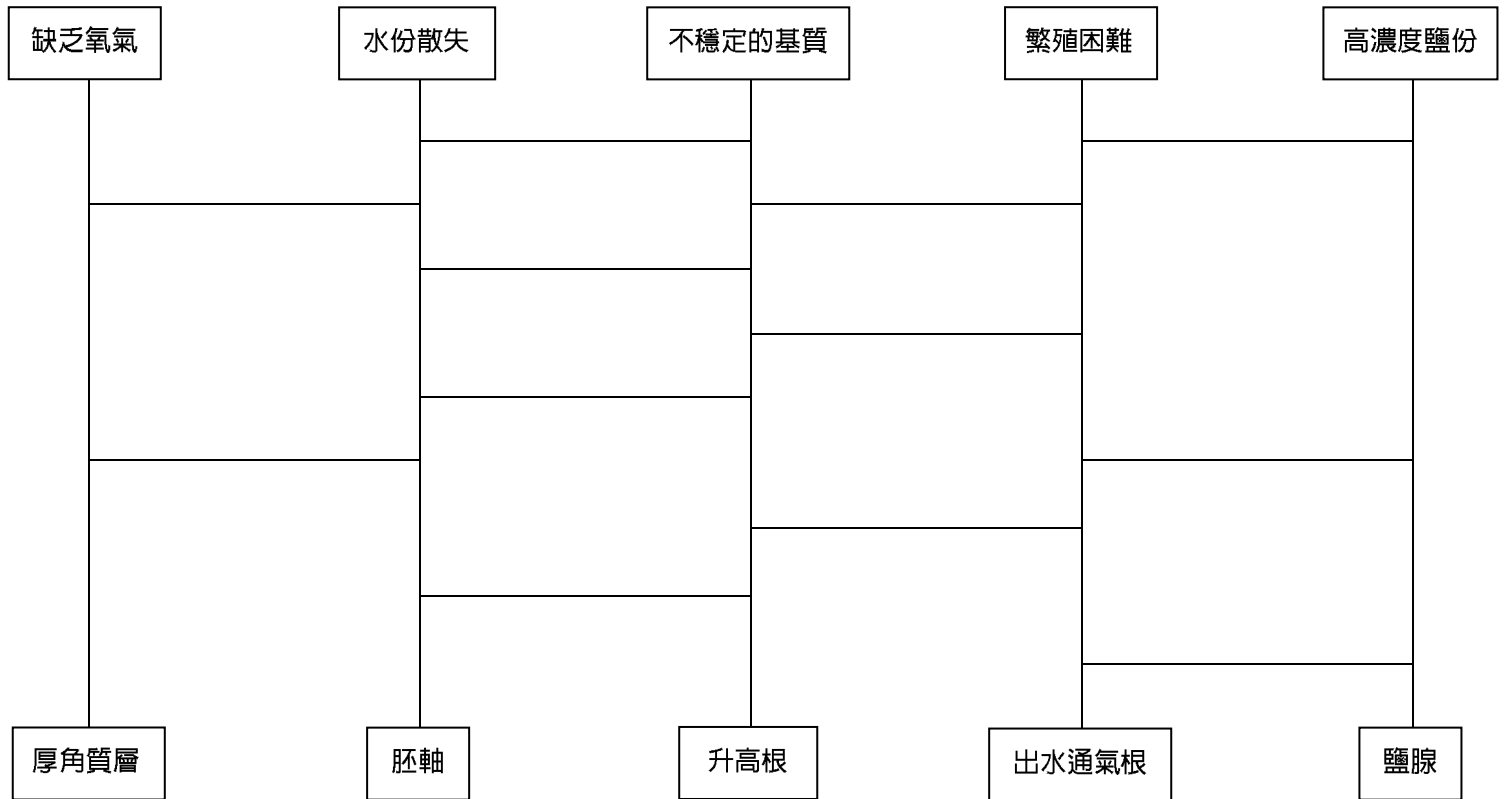 缺乏氧氣
水份散失
不穩定的基質
繁殖困難
高濃度鹽份
厚角質層
胚軸
升高根
出水通氣根
鹽腺